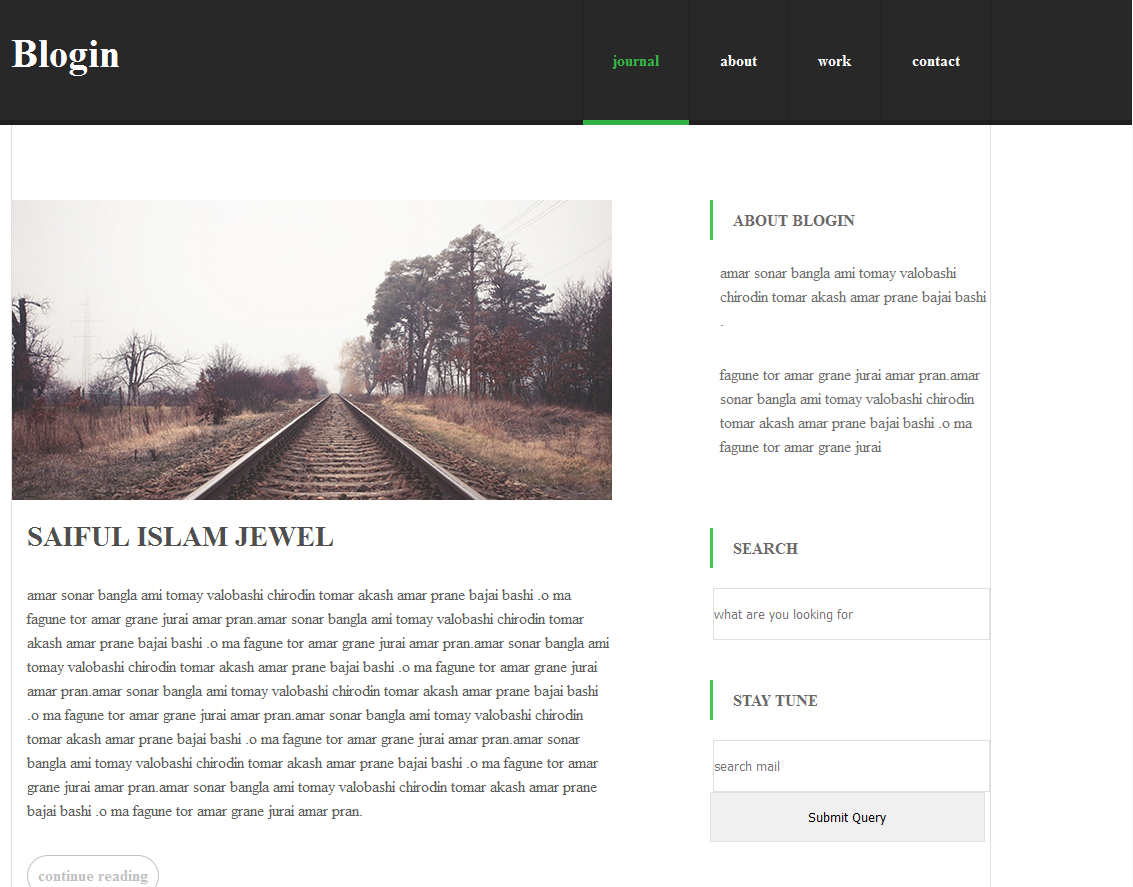 Blogin
journal
about
work
contact
SAIFUL ISLAM JEWEL
amar sonar bangla ami tomay valobashi chirodin tomar akash amar prane bajai bashi .o ma
fagune tor amar grane jurai amar pran.amar sonar bangla ami tomay valobashi chirodin tomar
akash amar prane bajai bashi .o ma fagune tor amar grane jurai amar pran.amar sonar bangla ami
tomay valobashi chirodin tomar akash amar prane bajai bashi .o ma fagune tor amar grane jurai
amar pran.amar sonar bangla ami tomay valobashi chirodin tomar akash amar prane bajai bashi
.o ma fagune tor amar grane jurai amar pran.amar sonar bangla ami tomay valobashi chirodin
tomar akash amar prane bajai bashi .o ma fagune tor amar grane jurai amar pran.amar sonar
bangla ami tomay valobashi chirodin tomar akash amar prane bajai bashi .o ma fagune tor amar
grane jurai amar pran.amar sonar bangla ami tomay valobashi chirodin tomar akash amar prane
bajai bashi .o ma fagune tor amar grane jurai amar pran.
continue reading
ABOUT BLOGIN
amar sonar bangla ami tomay valobashi
chirodin tomar akash amar prane bajai bashi
.
fagune tor amar grane jurai amar pran.amar
sonar bangla ami tomay valobashi chirodin
tomar akash amar prane bajai bashi .o ma
fagune tor amar grane jurai
SEARCH
what are you looking for
STAY TUNE
search mail
Submit Query